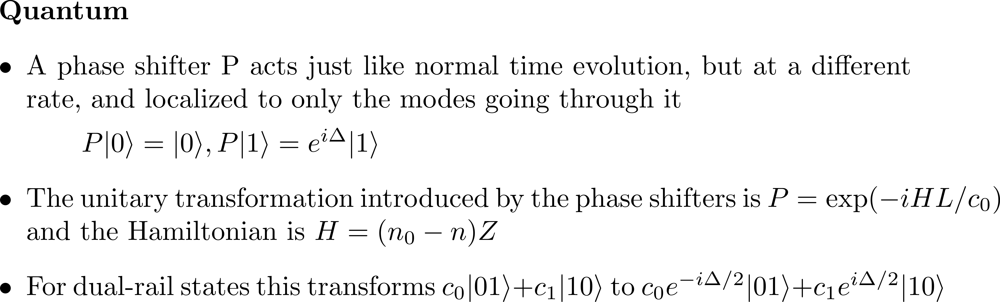 Quantum
• A phase shifter P acts just like normal time evolution, but at a different
rate, and localized to only the modes going through it
$P|0\rangle = |0\rangle, P|1\rangle = e^{i\Delta}|1\rangle$
• The unitary transformation introduced by the phase shifters is $P = \exp(-iHL/c_0)$
and the Hamiltonian is $H = (n_0 - n)Z$
• For dual-rail states this transforms $c_0|01\rangle + c_1|10\rangle$ to $c_0e^{-i\Delta/2}|01\rangle + c_1e^{i\Delta/2}|10\rangle$